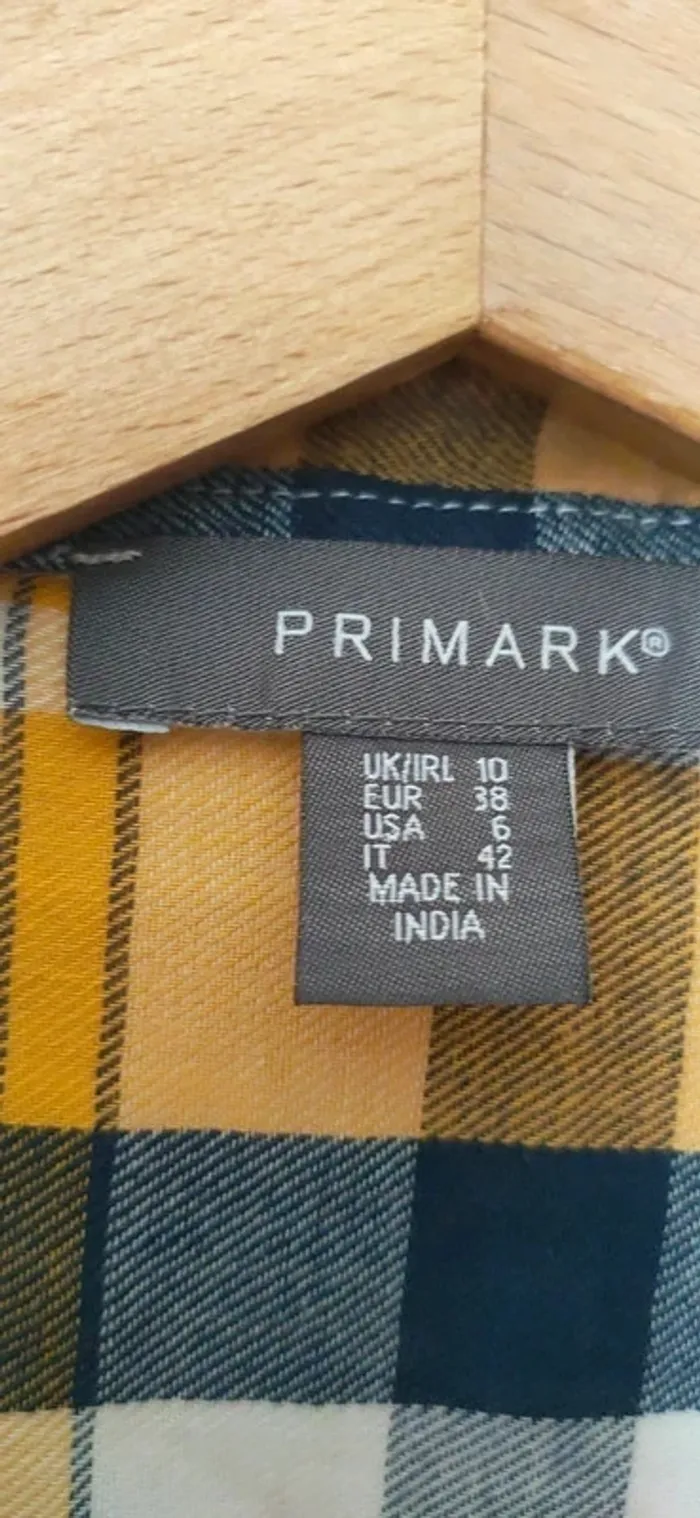 PRIMARK®
UK/IRL 10
EUR 38
USA 6
IT 42
MADE IN
INDIA